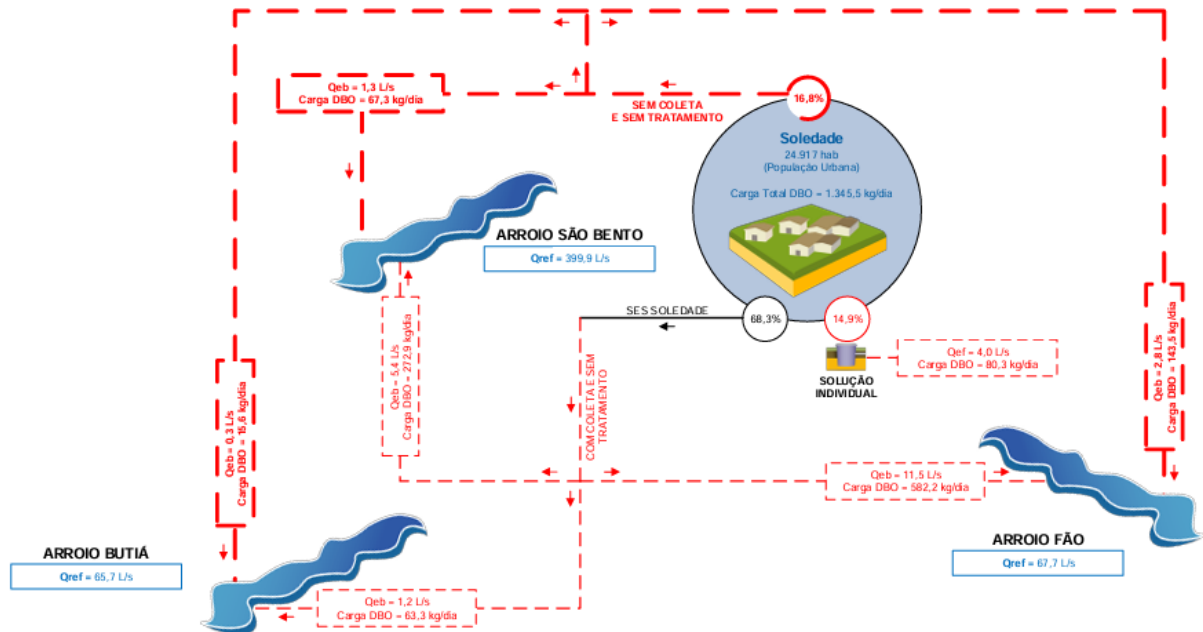 Qeb = 1,3 L/s
Carga DBO = 67,3 kg/dia
SEM COLETA
E SEM TRATAMENTO
16,8%
Soledade
24.917 hab
(População Urbana)
Carga Total DBO = 1.345,5 kg/dia
ARROIO SÃO BENTO
Qref = 399,9 L/s
SES SOLEDADE
68,3%
14,9%
SOLUÇÃO
INDIVIDUAL
Qef = 4,0 L/s
Carga DBO = 80,3 kg/dia
Qeb = 2,8 L/s
Carga DBO = 143,5 kg/dia
Qeb = 5,4 L/s
Carga DBO = 272,9 kg/dia
COM COLETA E SEM
TRATAMENTO
Qeb = 0,3 L/s
Carga DBO = 15,6 kg/dia
Qeb = 11,5 L/s
Carga DBO = 582,2 kg/dia
ARROIO BUTIÁ
Qref = 65,7 L/s
ARROIO FÃO
Qref = 67,7 L/s
Qeb = 1,2 L/s
Carga DBO = 63,3 kg/dia